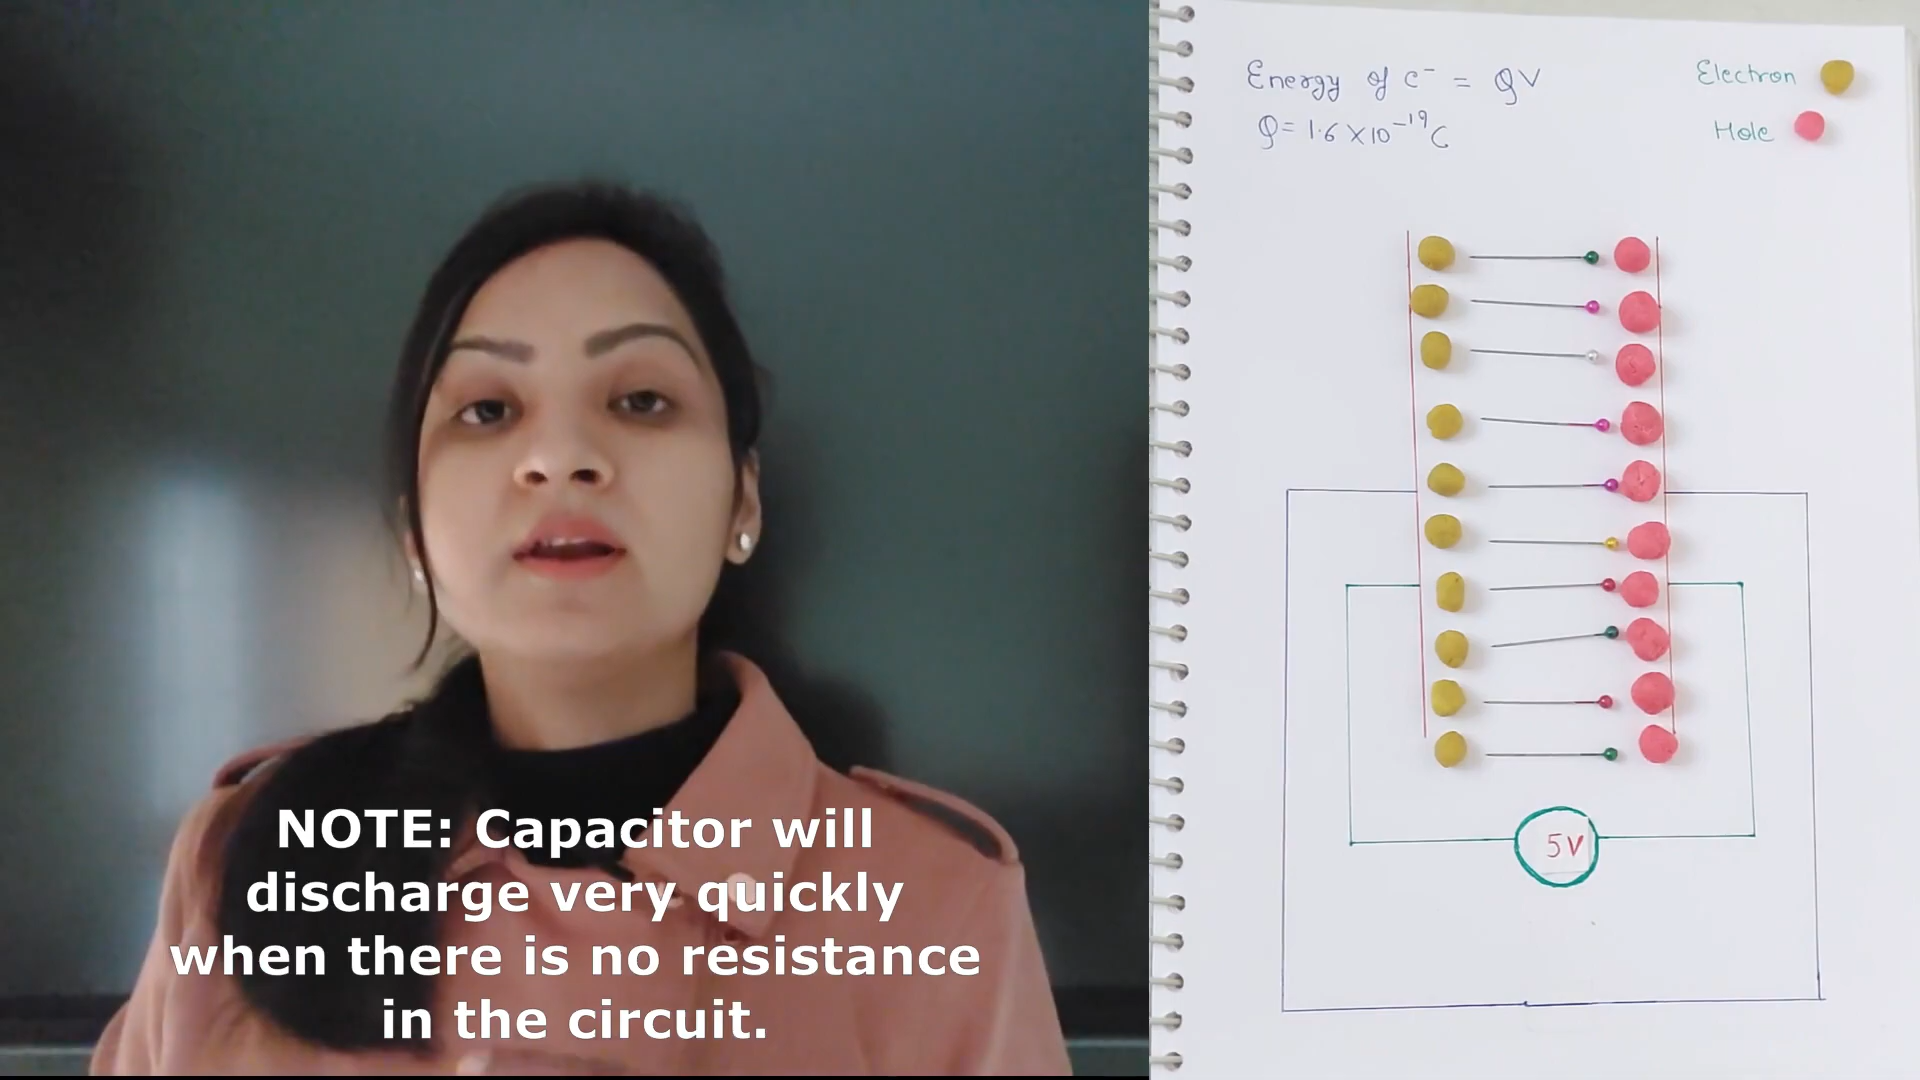 Energy of e⁻ = QV
Q = 1.6 × 10⁻¹⁹ C
Electron
Hole
5V
NOTE: Capacitor will
discharge very quickly
when there is no resistance
in the circuit.